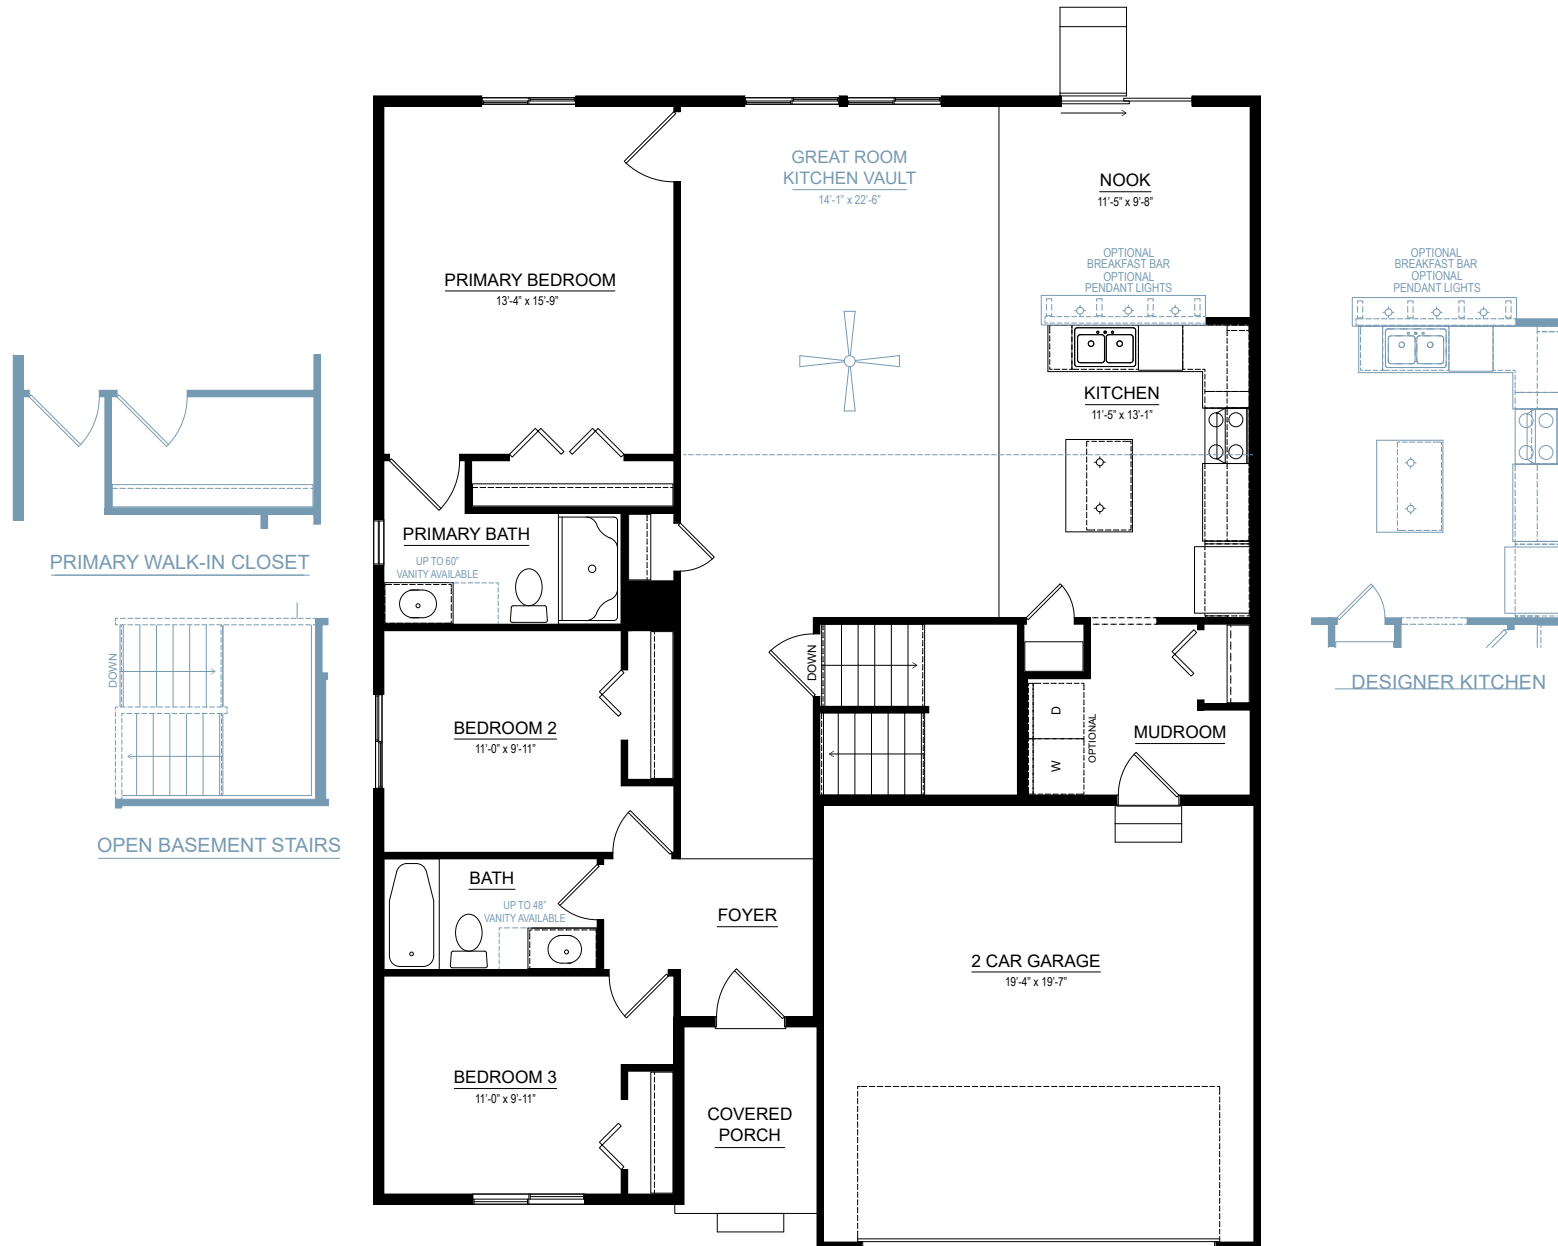 GREAT ROOM
KITCHEN VAULT
14'-1" x 22'-6"
NOOK
11'-5" x 9'-8"
OPTIONAL
BREAKFAST BAR
OPTIONAL
PENDANT LIGHTS
OPTIONAL
BREAKFAST BAR
OPTIONAL
PENDANT LIGHTS
PRIMARY BEDROOM
13'-4" x 15'-9"
KITCHEN
11'-5" x 13'-1"
PRIMARY BATH
UP TO 60"
VANITY AVAILABLE
PRIMARY WALK-IN CLOSET
DOWN
DOWN
DESIGNER KITCHEN
BEDROOM 2
11'-0" x 9'-11"
D
W
OPTIONAL
MUDROOM
OPEN BASEMENT STAIRS
BATH
UP TO 48"
VANITY AVAILABLE
FOYER
2 CAR GARAGE
19'-4" x 19'-7"
BEDROOM 3
11'-0" x 9'-11"
COVERED
PORCH